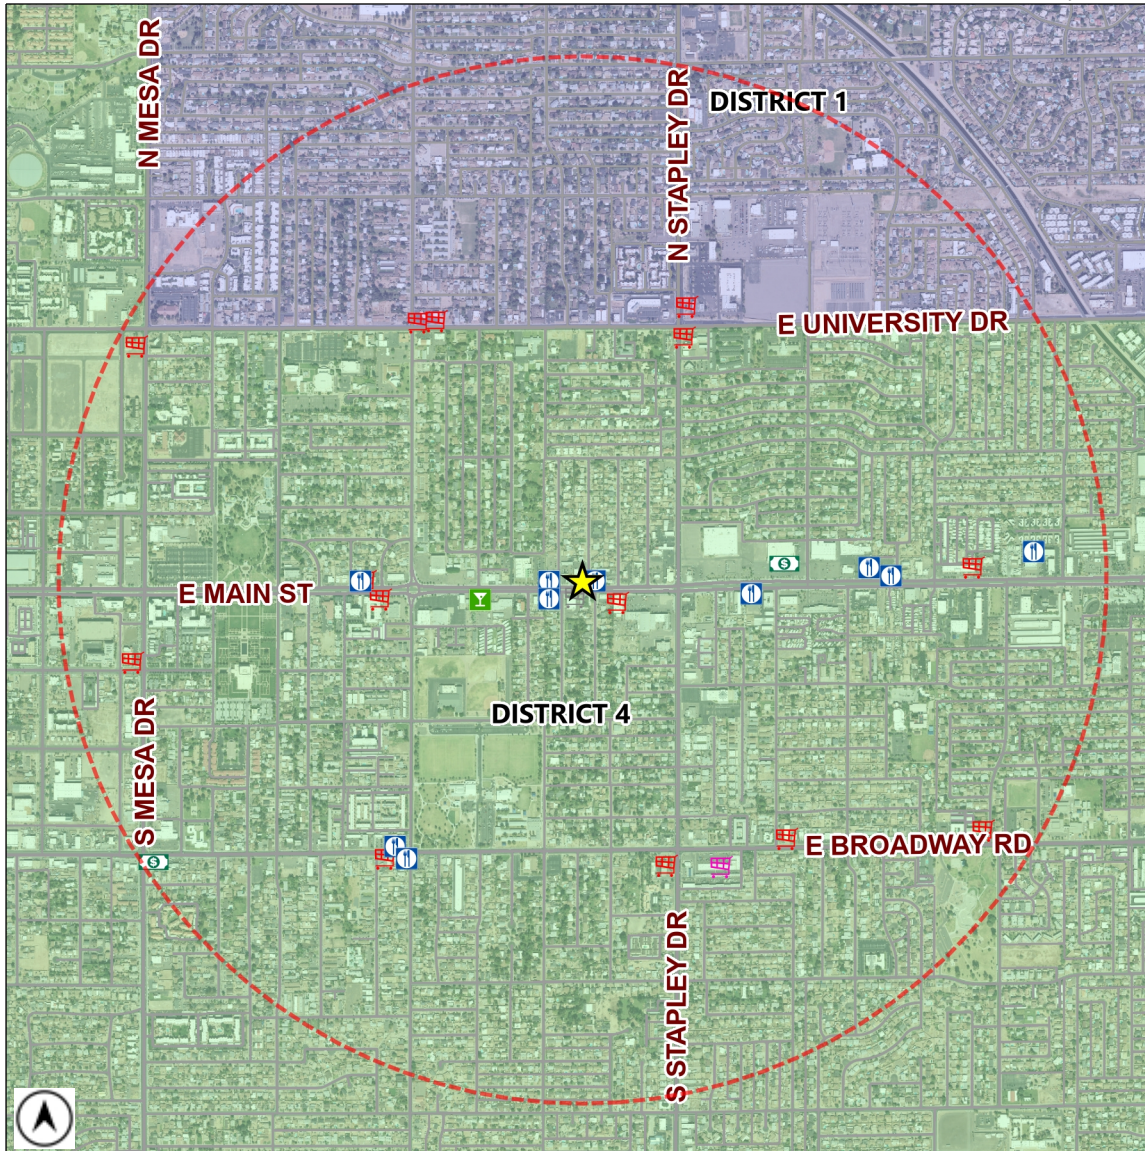 N MESA DR
N STAPLEY DR
DISTRICT 1
E UNIVERSITY DR
$
E MAIN ST
DISTRICT 4
S MESA DR
E BROADWAY RD
$
S STAPLEY DR